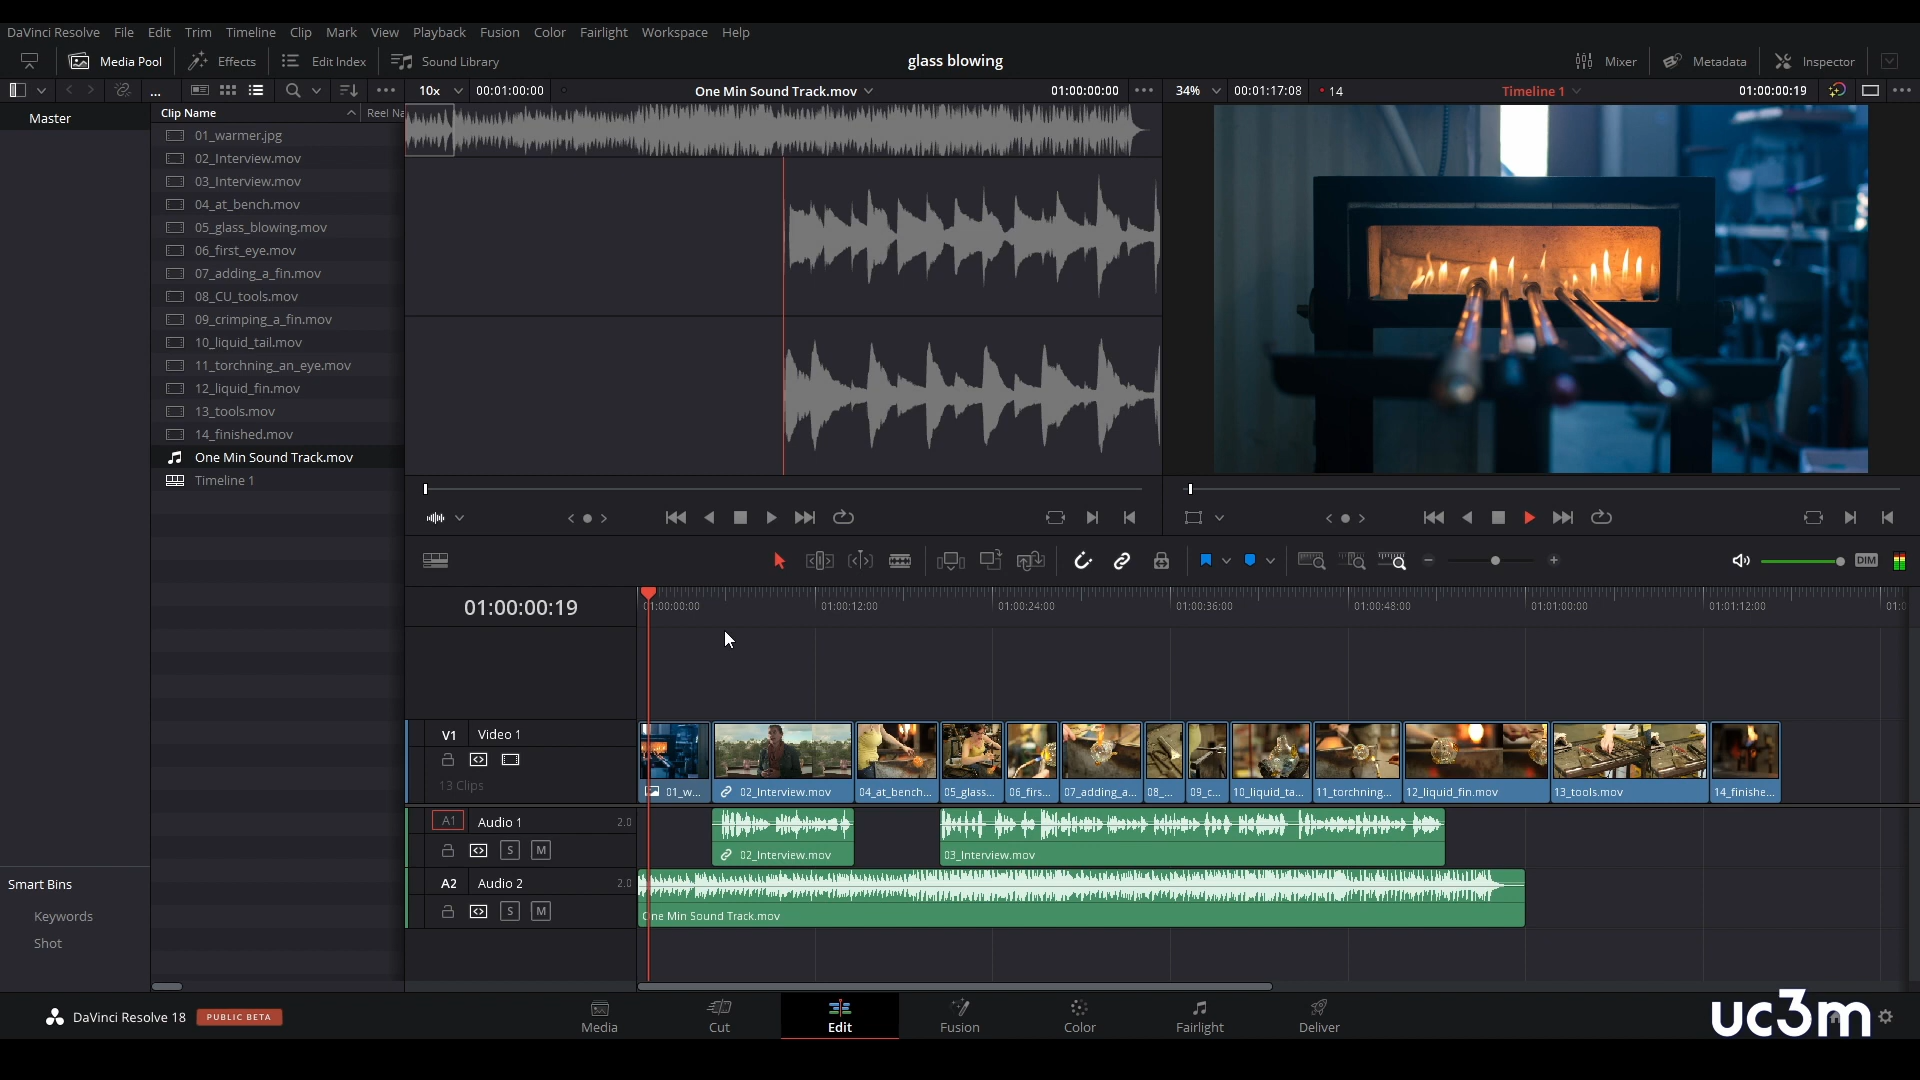 DaVinci Resolve File Edit Trim Timeline Clip Mark View Playback Fusion Color Fairlight Workspace Help
Media Pool Effects Edit Index Sound Library glass blowing Mixer Metadata Inspector
... 10x 00:01:00:00 One Min Sound Track.mov 01:00:00:00 34% 00:01:17:08 14 Timeline 1 01:00:00:19
Master
Clip Name Reel Na
01_warmer.jpg
02_Interview.mov
03_Interview.mov
04_at_bench.mov
05_glass_blowing.mov
06_first_eye.mov
07_adding_a_fin.mov
08_CU_tools.mov
09_crimping_a_fin.mov
10_liquid_tail.mov
11_torchning_an_eye.mov
12_liquid_fin.mov
13_tools.mov
14_finished.mov
One Min Sound Track.mov
Timeline 1
DIM
01:00:00:19 01:00:00:00 01:00:12:00 01:00:24:00 01:00:36:00 01:00:48:00 01:01:00:00 01:01:12:00 01:0
V1 Video 1
13 Clips
01_w... 02_Interview.mov 04_at_bench... 05_glass... 06_firs... 07_adding_a... 08_... 09_c... 10_liquid_ta... 11_torchning... 12_liquid_fin.mov 13_tools.mov 14_finishe...
A1 Audio 1 2.0
S M
02_Interview.mov 03_Interview.mov
A2 Audio 2 2.0
S M
One Min Sound Track.mov
Smart Bins
Keywords
Shot
DaVinci Resolve 18 PUBLIC BETA
Media Cut Edit Fusion Color Fairlight Deliver
uc3m